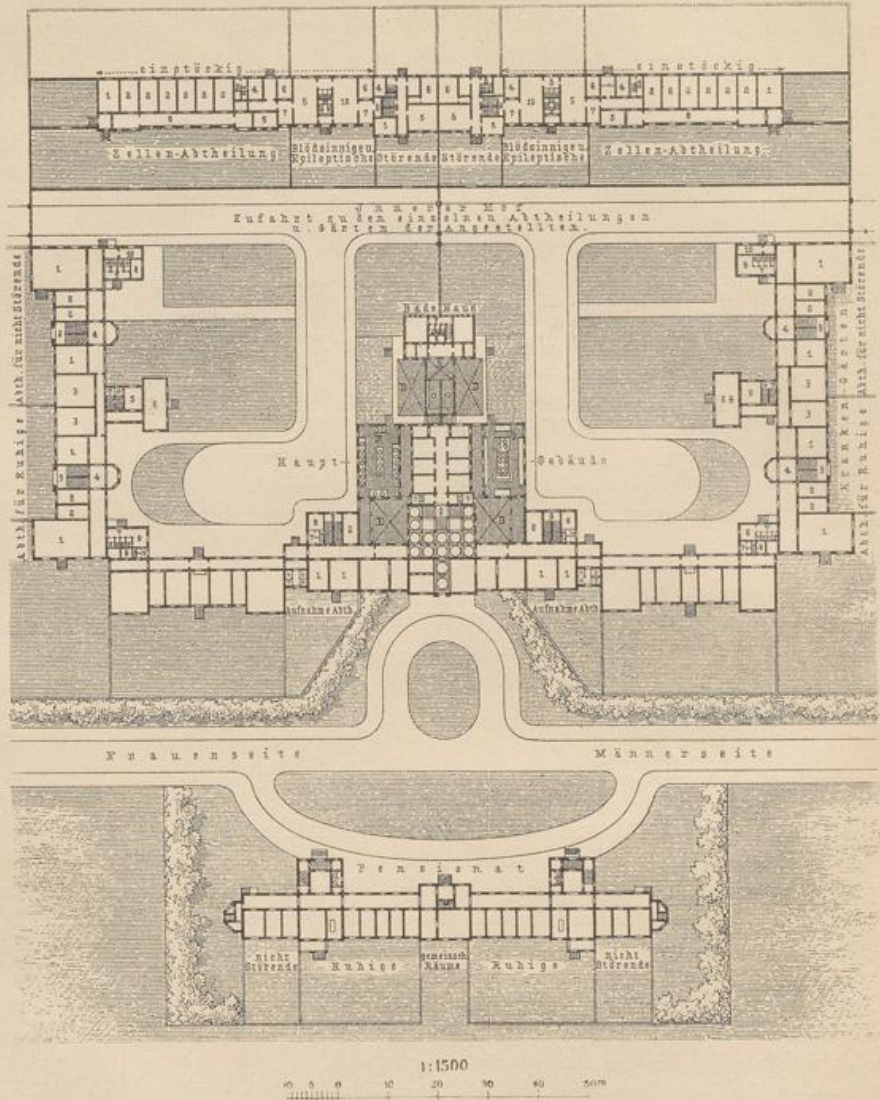 einstöckig
einstöckig
Zellen-Abtheilung
Blödsinnige u.
Epileptische
Störende
Störende
Blödsinnige u.
Epileptische
Zellen-Abtheilung
Innerer Hof
Zufahrt zu den einzelnen Abtheilungen
u. Gärten der Angestellten.
Bade Haus
Abth. für Ruhige
Abth. für nicht Störende
Kranken-Gärten
Abth. für Ruhige
Abth. für nicht Störende
Haupt-
Gebäude
Aufnahme Abth.
Aufnahme Abth.
Frauenseite
Männerseite
Pensionat
nicht
Störende
Ruhige
gemeinsch.
Räume
Ruhige
nicht
Störende
1:1500
10 5 0 10 20 30 40 50m